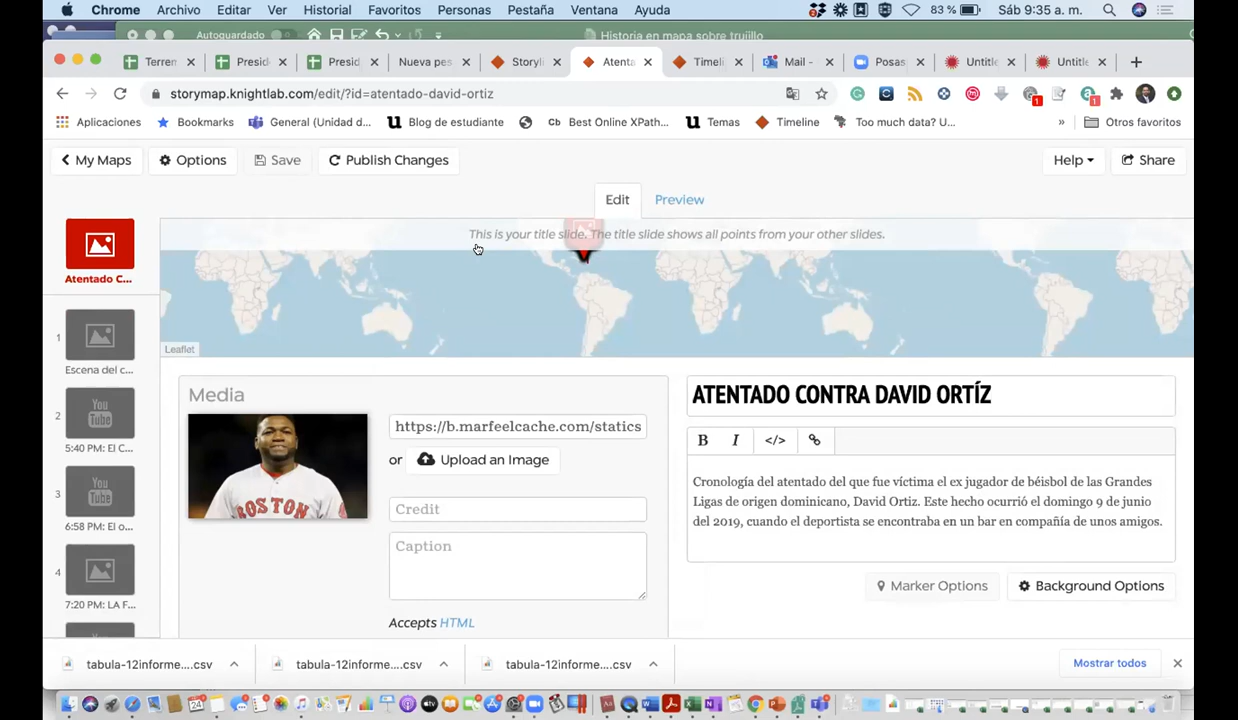 Chrome Archivo Editar Ver Historial Favoritos Personas Pestaña Ventana Ayuda 83 % Sáb 9:35 a. m.
Autoguardado Historia en mapa sobre trujillo
Terren Presid Presid Nueva pes Storyli Atenta Timeli Mail - Posas Untitle Untitle
storymap.knightlab.com/edit/?id=atentado-david-ortiz
Aplicaciones Bookmarks General (Unidad d... Blog de estudiante Cb Best Online XPath... Temas Timeline Too much data? U... » Otros favoritos
My Maps Options Save Publish Changes Help Share
Edit Preview
This is your title slide. The title slide shows all points from your other slides.
Atentado C...
Leaflet
1
Escena del c...
2
You Tube
5:40 PM: El C
3
You Tube
6:58 PM: El o
4
7:20 PM: LA F...
Media
BOSTON
https://b.marfeelcache.com/statics
or Upload an Image
Credit
Caption
Accepts HTML
ATENTADO CONTRA DAVID ORTÍZ
B I </>
Cronología del atentado del que fue víctima el ex jugador de béisbol de las Grandes
Ligas de origen dominicano, David Ortiz. Este hecho ocurrió el domingo 9 de junio
del 2019, cuando el deportista se encontraba en un bar en compañía de unos amigos.
Marker Options Background Options
tabula-12informe....csv tabula-12informe....csv tabula-12informe....csv Mostrar todos